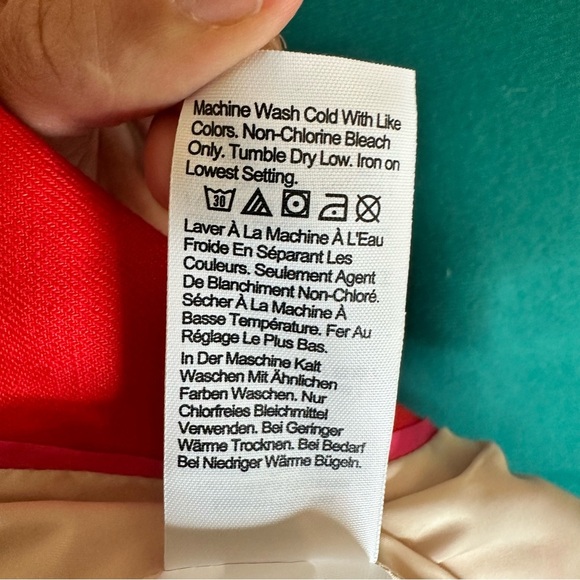 Machine Wash Cold With Like
Colors. Non-Chlorine Bleach
Only. Tumble Dry Low. Iron on
Lowest Setting.
30
Laver À La Machine À L'Eau
Froide En Séparant Les
Couleurs. Seulement Agent
De Blanchiment Non-Chloré.
Sécher À La Machine À
Basse Température. Fer Au
Réglage Le Plus Bas.
In Der Maschine Kalt
Waschen Mit Ähnlichen
Farben Waschen. Nur
Chlorfreies Bleichmittel
Verwenden. Bei Geringer
Wärme Trocknen. Bei Bedarf
Bei Niedriger Wärme Bügeln.